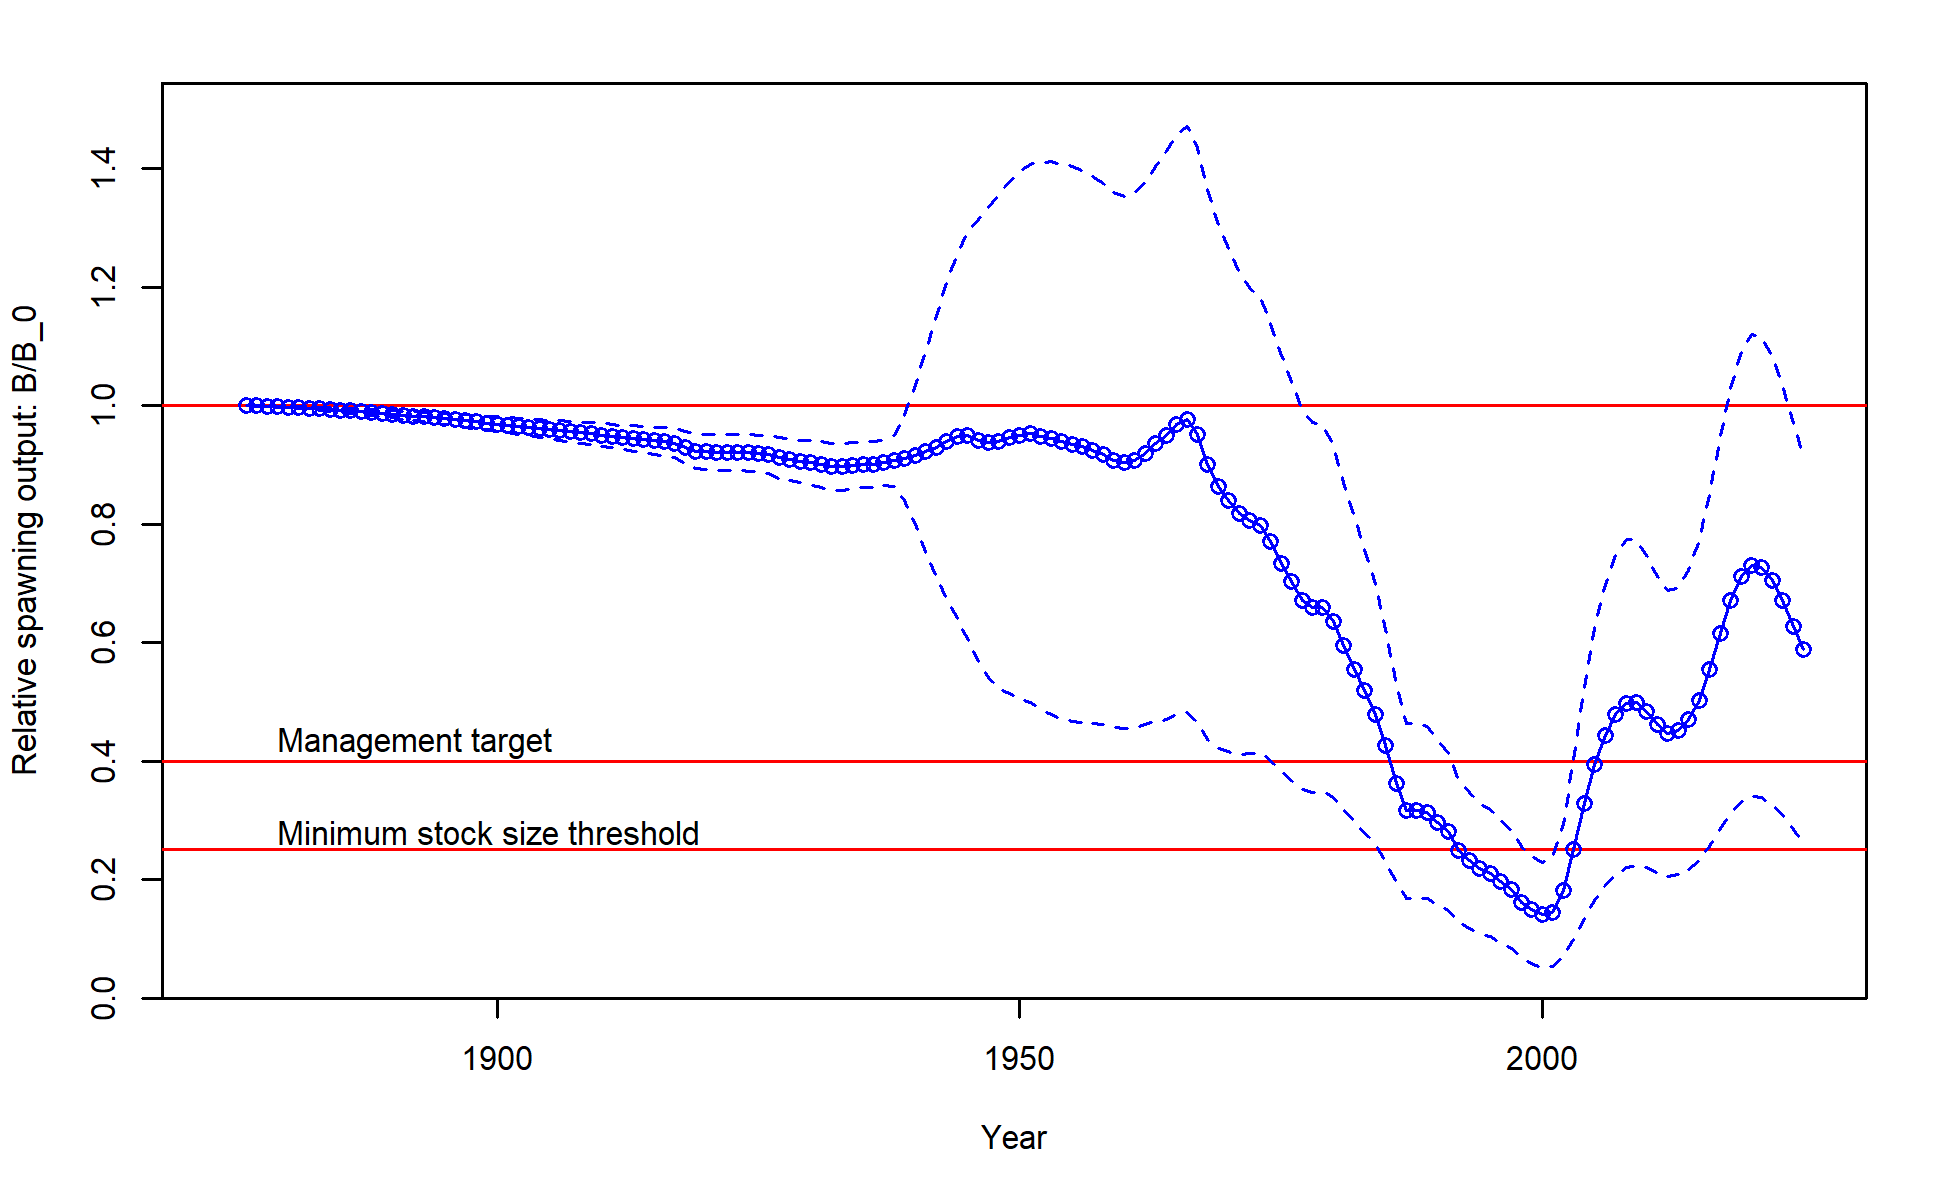 Relative spawning output: B/B_0
1.4
1.2
1.0
0.8
0.6
0.4
0.2
0.0
Management target
Minimum stock size threshold
1900
1950
2000
Year